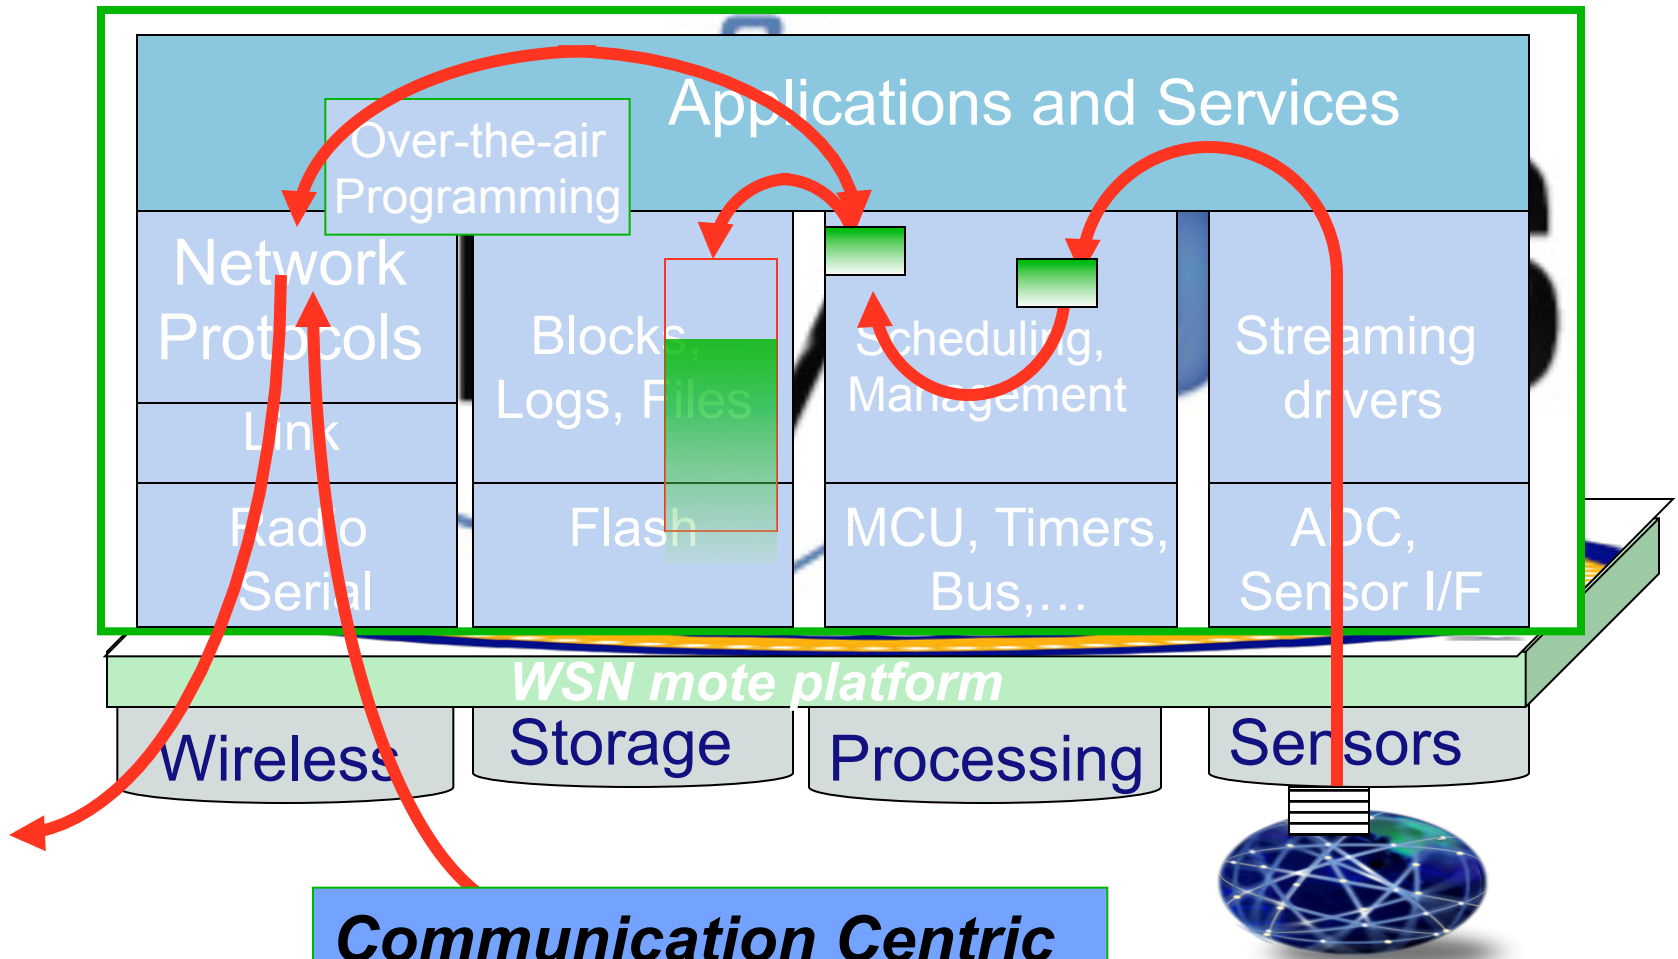 Applications and Services
Over-the-air
Programming
Network
Protocols
Link
Radio
Serial
Blocks,
Logs, Files
Flash
Scheduling,
Management
MCU, Timers,
Bus,…
Streaming
drivers
ADC,
Sensor I/F
WSN mote platform
Wireless
Storage
Processing
Sensors
Communication Centric